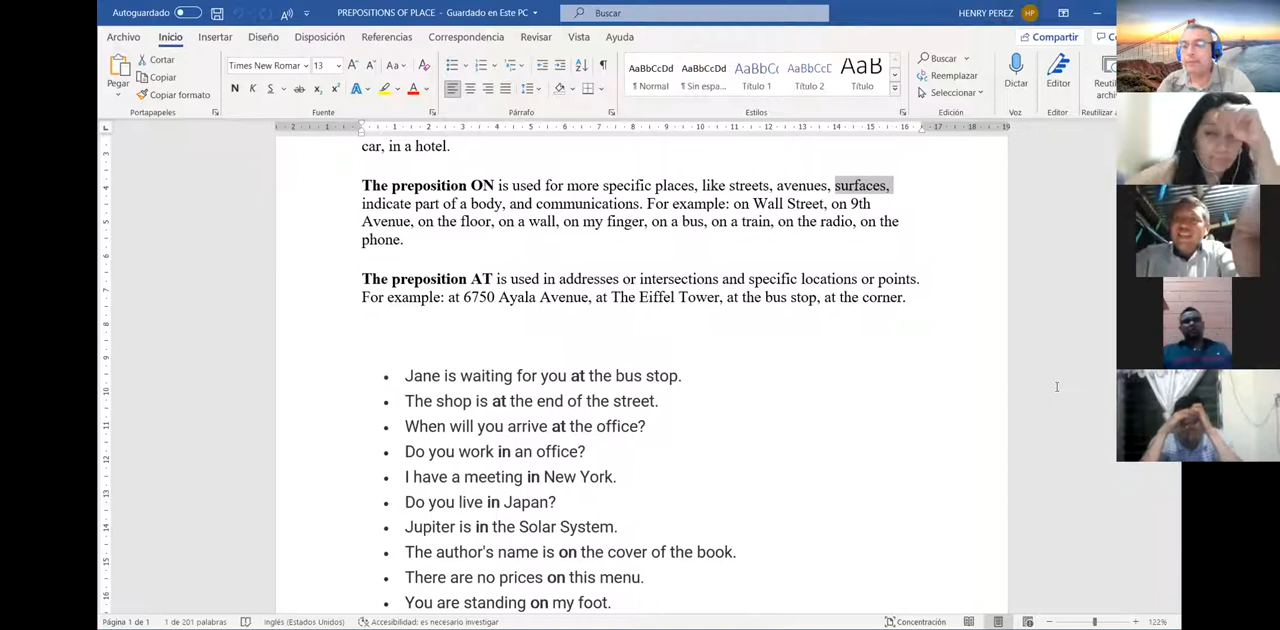 Autoguardado PREPOSITIONS OF PLACE - Guardado en Este PC Buscar HENRY PEREZ HP
Archivo Inicio Insertar Diseño Disposición Referencias Correspondencia Revisar Vista Ayuda Compartir
Pegar
Cortar
Copiar
Copiar formato
Portapapeles
Times New Roman 13
Fuente
Párrafo
AaBbCcDd AaBbCcDd AaBbCc AaBbCcD AaB
¶ Normal ¶ Sin espa... Título 1 Título 2 Título
Estilos
Buscar
Reemplazar
Seleccionar
Edición
Dictar
Voz
Editor
Editor
Reutilizar
car, in a hotel.
The preposition ON is used for more specific places, like streets, avenues, surfaces,
indicate part of a body, and communications. For example: on Wall Street, on 9th
Avenue, on the floor, on a wall, on my finger, on a bus, on a train, on the radio, on the
phone.
The preposition AT is used in addresses or intersections and specific locations or points.
For example: at 6750 Ayala Avenue, at The Eiffel Tower, at the bus stop, at the corner.
• Jane is waiting for you at the bus stop.
• The shop is at the end of the street.
• When will you arrive at the office?
• Do you work in an office?
• I have a meeting in New York.
• Do you live in Japan?
• Jupiter is in the Solar System.
• The author's name is on the cover of the book.
• There are no prices on this menu.
• You are standing on my foot.
Página 1 de 1 1 de 201 palabras Inglés (Estados Unidos) Accesibilidad: es necesario investigar Concentración 122%